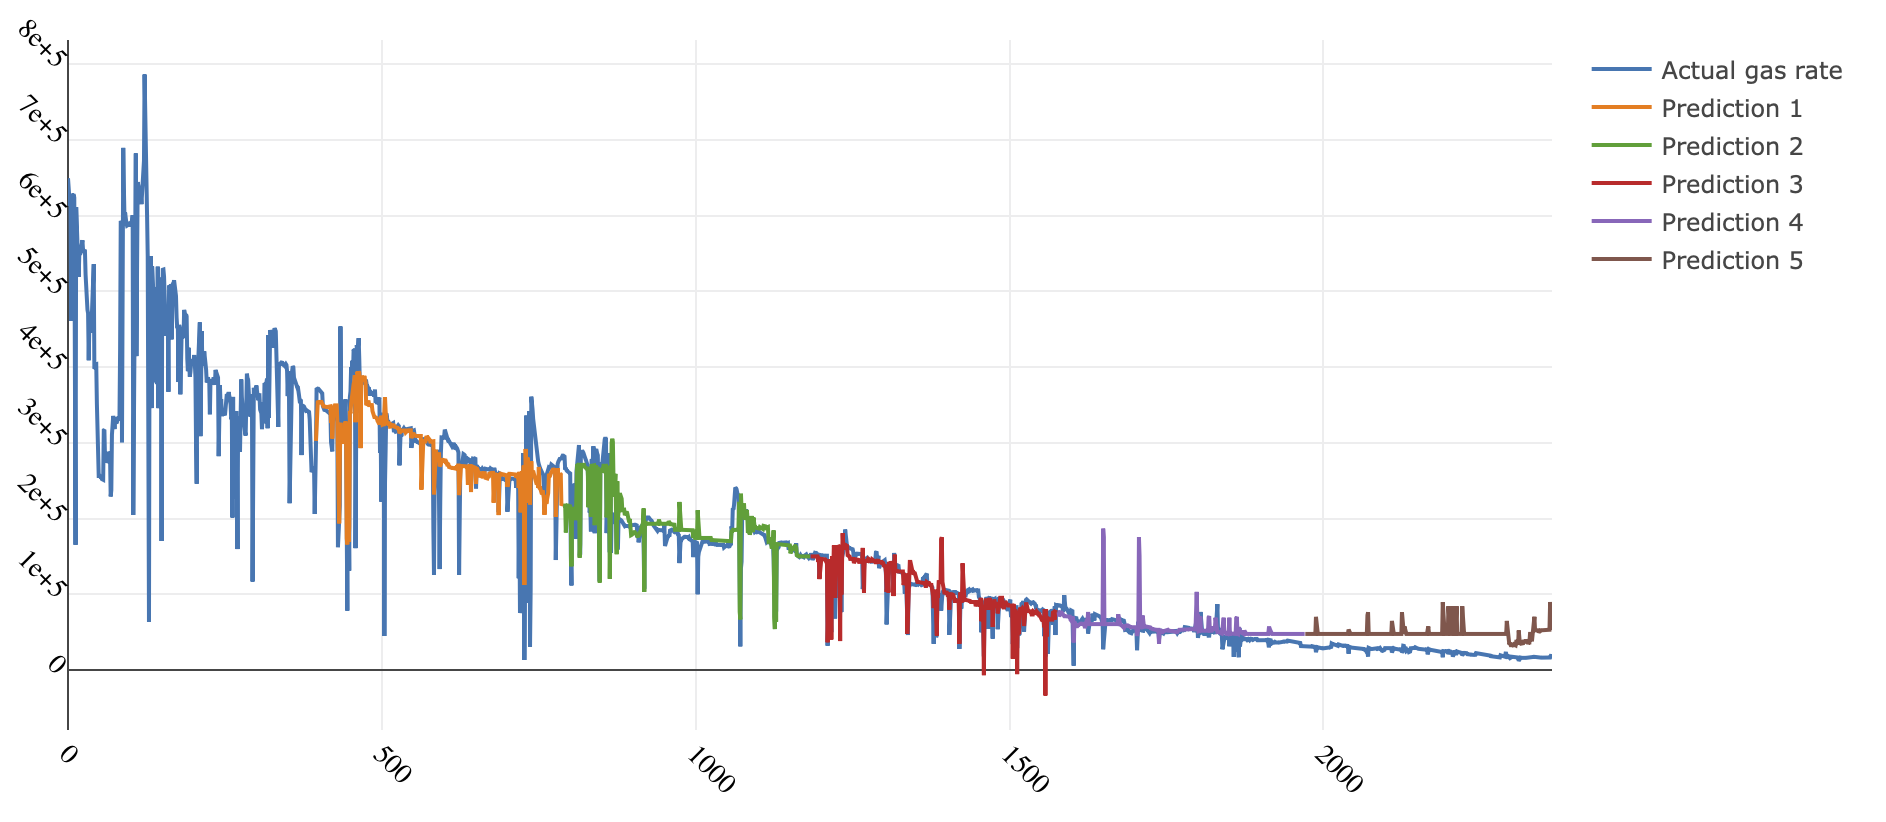 8e+5
7e+5
6e+5
5e+5
4e+5
3e+5
2e+5
1e+5
0
0
500
1000
1500
2000
Actual gas rate
Prediction 1
Prediction 2
Prediction 3
Prediction 4
Prediction 5